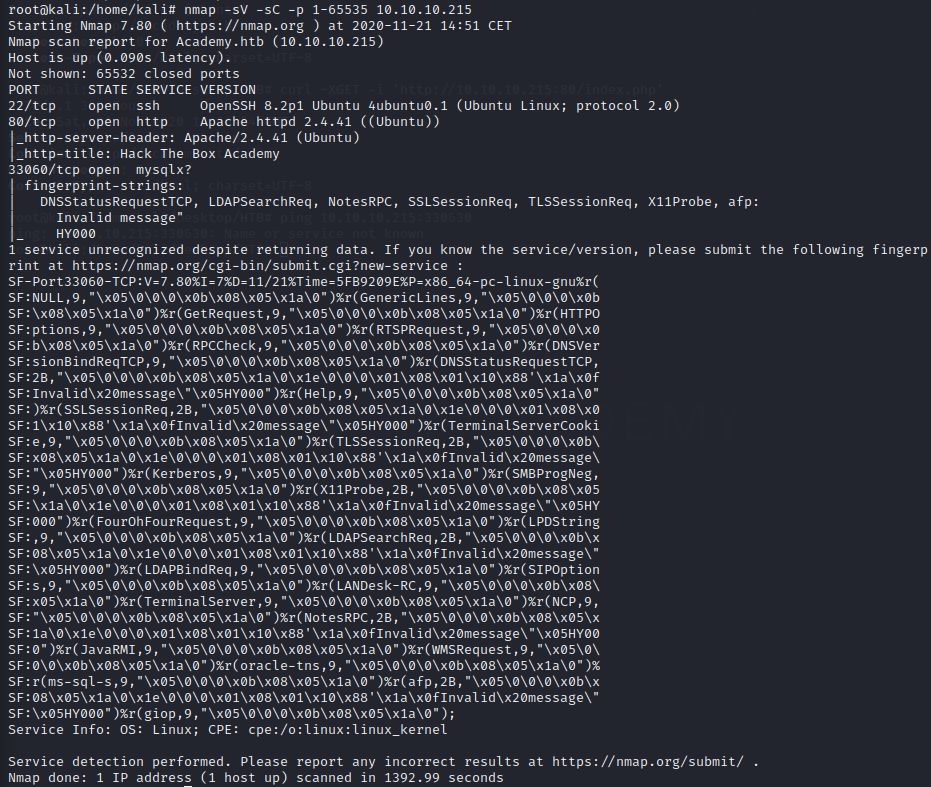 root@kali:/home/kali# nmap -sV -sC -p 1-65535 10.10.10.215
Starting Nmap 7.80 ( https://nmap.org ) at 2020-11-21 14:51 CET
Nmap scan report for Academy.htb (10.10.10.215)
Host is up (0.090s latency).
Not shown: 65532 closed ports
PORT      STATE SERVICE VERSION
22/tcp    open  ssh     OpenSSH 8.2p1 Ubuntu 4ubuntu0.1 (Ubuntu Linux; protocol 2.0)
80/tcp    open  http    Apache httpd 2.4.41 ((Ubuntu))
|_http-server-header: Apache/2.4.41 (Ubuntu)
|_http-title: Hack The Box Academy
33060/tcp open  mysqlx?
| fingerprint-strings:
|   DNSStatusRequestTCP, LDAPSearchReq, NotesRPC, SSLSessionReq, TLSSessionReq, X11Probe, afp:
|     Invalid message"
|_    HY000
1 service unrecognized despite returning data. If you know the service/version, please submit the following fingerp
rint at https://nmap.org/cgi-bin/submit.cgi?new-service :
SF-Port33060-TCP:V=7.80%I=7%D=11/21%Time=5FB9209E%P=x86_64-pc-linux-gnu%r(
SF:NULL,9,"\x05\0\0\0\x0b\x08\x05\x1a\0")%r(GenericLines,9,"\x05\0\0\0\x0b
SF:\x08\x05\x1a\0")%r(GetRequest,9,"\x05\0\0\0\x0b\x08\x05\x1a\0")%r(HTTPO
SF:ptions,9,"\x05\0\0\0\x0b\x08\x05\x1a\0")%r(RTSPRequest,9,"\x05\0\0\0\x0
SF:b\x08\x05\x1a\0")%r(RPCCheck,9,"\x05\0\0\0\x0b\x08\x05\x1a\0")%r(DNSVer
SF:sionBindReqTCP,9,"\x05\0\0\0\x0b\x08\x05\x1a\0")%r(DNSStatusRequestTCP,
SF:2B,"\x05\0\0\0\x0b\x08\x05\x1a\0\x1e\0\0\0\x01\x08\x01\x10\x88'\x1a\x0f
SF:Invalid\x20message\"\x05HY000")%r(Help,9,"\x05\0\0\0\x0b\x08\x05\x1a\0"
SF:)%r(SSLSessionReq,2B,"\x05\0\0\0\x0b\x08\x05\x1a\0\x1e\0\0\0\x01\x08\x0
SF:1\x10\x88'\x1a\x0fInvalid\x20message\"\x05HY000")%r(TerminalServerCooki
SF:e,9,"\x05\0\0\0\x0b\x08\x05\x1a\0")%r(TLSSessionReq,2B,"\x05\0\0\0\x0b\
SF:x08\x05\x1a\0\x1e\0\0\0\x01\x08\x01\x10\x88'\x1a\x0fInvalid\x20message\
SF:"\x05HY000")%r(Kerberos,9,"\x05\0\0\0\x0b\x08\x05\x1a\0")%r(SMBProgNeg,
SF:9,"\x05\0\0\0\x0b\x08\x05\x1a\0")%r(X11Probe,2B,"\x05\0\0\0\x0b\x08\x05
SF:\x1a\0\x1e\0\0\0\x01\x08\x01\x10\x88'\x1a\x0fInvalid\x20message\"\x05HY
SF:000")%r(FourOhFourRequest,9,"\x05\0\0\0\x0b\x08\x05\x1a\0")%r(LPDString
SF:,9,"\x05\0\0\0\x0b\x08\x05\x1a\0")%r(LDAPSearchReq,2B,"\x05\0\0\0\x0b\x
SF:08\x05\x1a\0\x1e\0\0\0\x01\x08\x01\x10\x88'\x1a\x0fInvalid\x20message\"
SF:\x05HY000")%r(LDAPBindReq,9,"\x05\0\0\0\x0b\x08\x05\x1a\0")%r(SIPOption
SF:s,9,"\x05\0\0\0\x0b\x08\x05\x1a\0")%r(LANDesk-RC,9,"\x05\0\0\0\x0b\x08\
SF:x05\x1a\0")%r(TerminalServer,9,"\x05\0\0\0\x0b\x08\x05\x1a\0")%r(NCP,9,
SF:"\x05\0\0\0\x0b\x08\x05\x1a\0")%r(NotesRPC,2B,"\x05\0\0\0\x0b\x08\x05\x
SF:1a\0\x1e\0\0\0\x01\x08\x01\x10\x88'\x1a\x0fInvalid\x20message\"\x05HY00
SF:0")%r(JavaRMI,9,"\x05\0\0\0\x0b\x08\x05\x1a\0")%r(WMSRequest,9,"\x05\0\
SF:0\0\x0b\x08\x05\x1a\0")%r(oracle-tns,9,"\x05\0\0\0\x0b\x08\x05\x1a\0")%
SF:r(ms-sql-s,9,"\x05\0\0\0\x0b\x08\x05\x1a\0")%r(afp,2B,"\x05\0\0\0\x0b\x
SF:08\x05\x1a\0\x1e\0\0\0\x01\x08\x01\x10\x88'\x1a\x0fInvalid\x20message\"
SF:\x05HY000")%r(giop,9,"\x05\0\0\0\x0b\x08\x05\x1a\0");
Service Info: OS: Linux; CPE: cpe:/o:linux:linux_kernel
Service detection performed. Please report any incorrect results at https://nmap.org/submit/ .
Nmap done: 1 IP address (1 host up) scanned in 1392.99 seconds